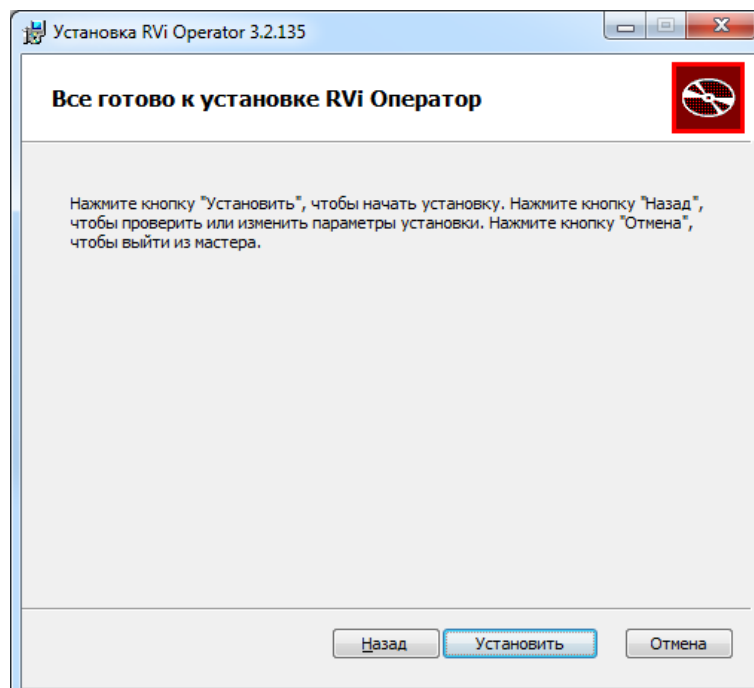 Установка RVi Operator 3.2.135
Все готово к установке RVi Оператор
Нажмите кнопку "Установить", чтобы начать установку. Нажмите кнопку "Назад",
чтобы проверить или изменить параметры установки. Нажмите кнопку "Отмена",
чтобы выйти из мастера.
Назад Установить Отмена